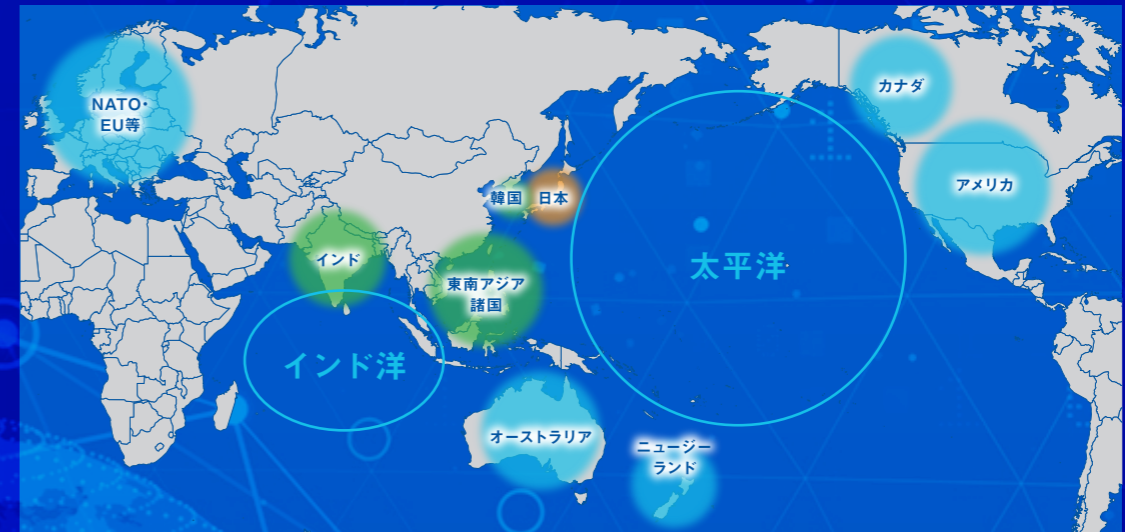 NATO・
EU等
カナダ
アメリカ
韓国
日本
インド
東南アジア
諸国
太平洋
インド洋
オーストラリア
ニュージー
ランド